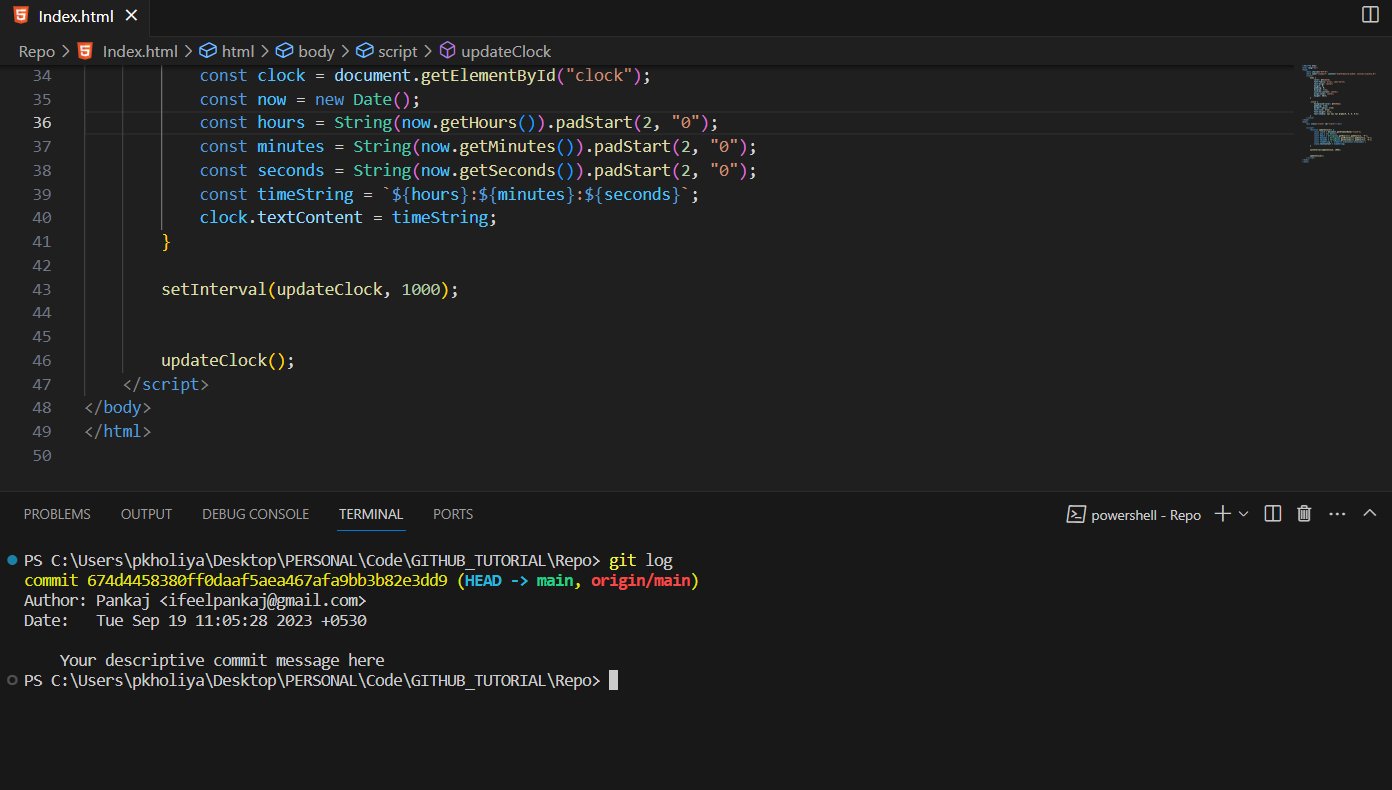 Index.html
Repo > Index.html > html > body > script > updateClock
34 const clock = document.getElementById("clock");
35 const now = new Date();
36 const hours = String(now.getHours()).padStart(2, "0");
37 const minutes = String(now.getMinutes()).padStart(2, "0");
38 const seconds = String(now.getSeconds()).padStart(2, "0");
39 const timeString = `${hours}:${minutes}:${seconds}`;
40 clock.textContent = timeString;
41 }
42
43 setInterval(updateClock, 1000);
44
45
46 updateClock();
47 </script>
48 </body>
49 </html>
50
PROBLEMS OUTPUT DEBUG CONSOLE TERMINAL PORTS powershell - Repo
PS C:\Users\pkholiya\Desktop\PERSONAL\Code\GITHUB_TUTORIAL\Repo> git log
commit 674d4458380ff0daaf5aea467afa9bb3b82e3dd9 (HEAD -> main, origin/main)
Author: Pankaj <ifeelpankaj@gmail.com>
Date:   Tue Sep 19 11:05:28 2023 +0530
Your descriptive commit message here
PS C:\Users\pkholiya\Desktop\PERSONAL\Code\GITHUB_TUTORIAL\Repo>